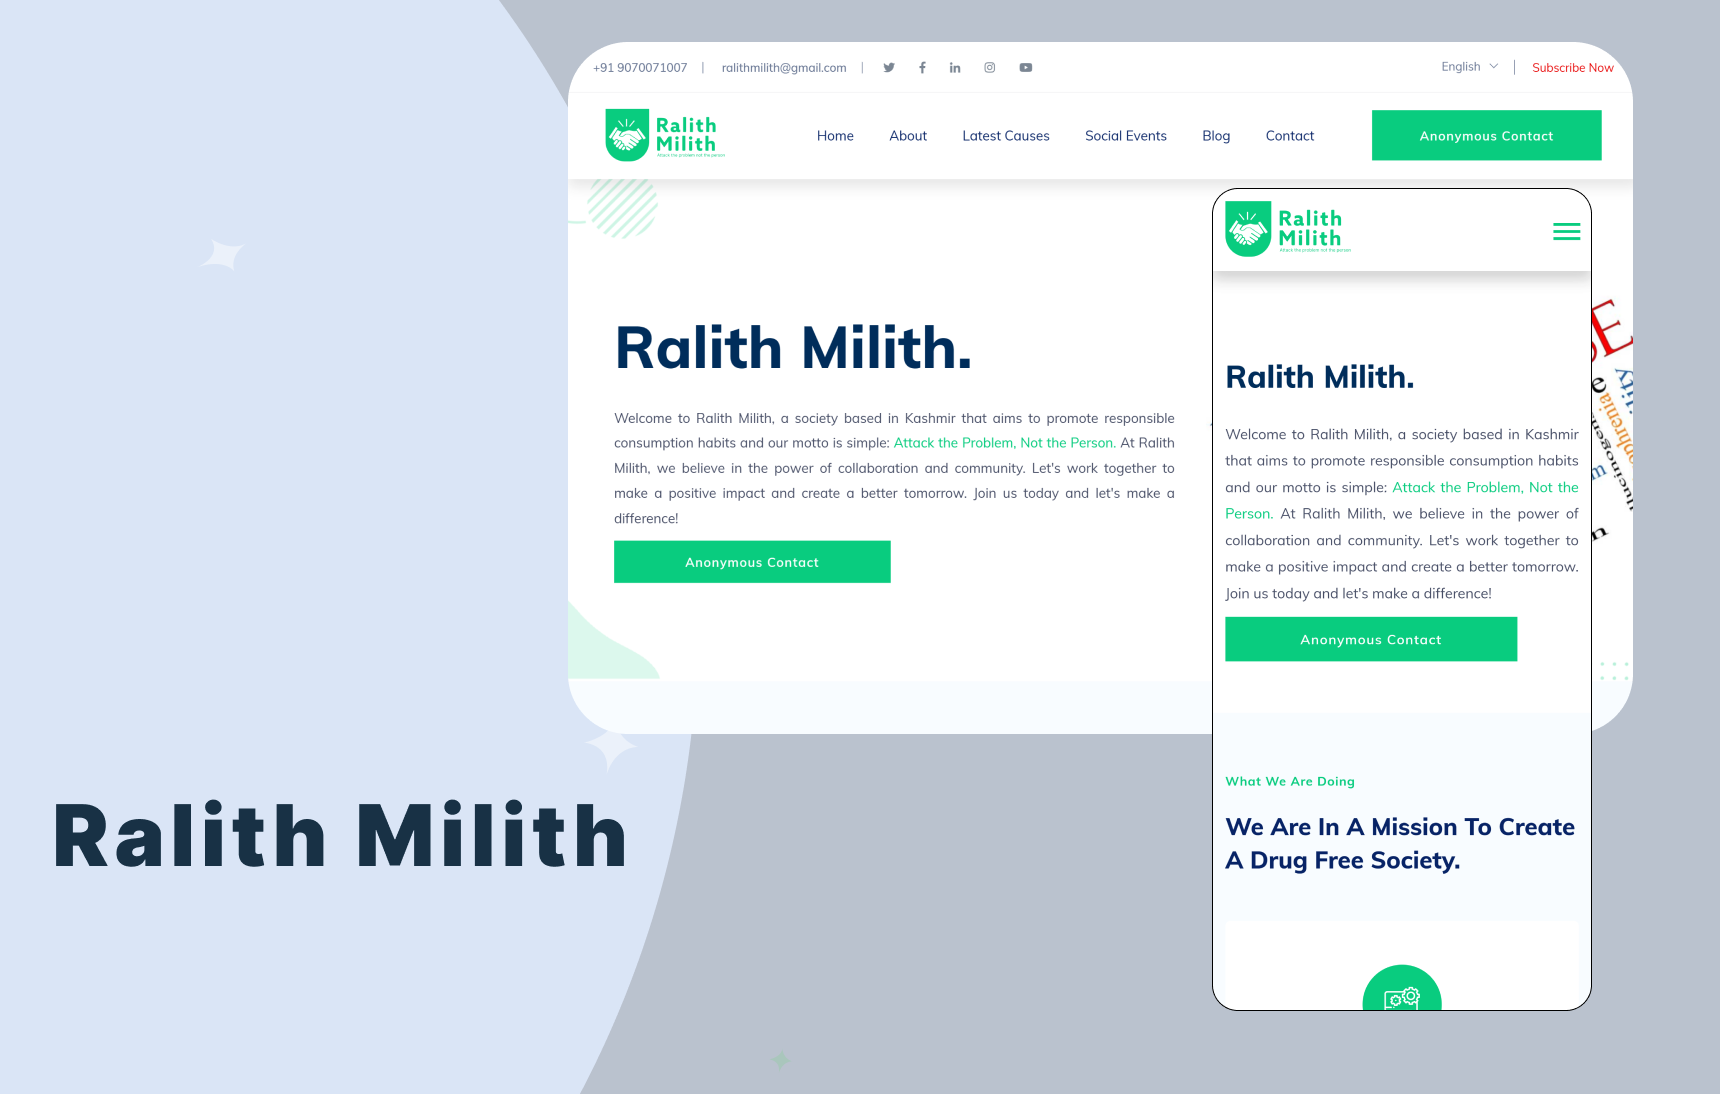 +91 9070071007 | ralithmilith@gmail.com |
English | Subscribe Now
Ralith
Milith
Attack the problem not the person
Home About Latest Causes Social Events Blog Contact
Anonymous Contact
Ralith Milith.
Welcome to Ralith Milith, a society based in Kashmir that aims to promote responsible
consumption habits and our motto is simple: Attack the Problem, Not the Person. At Ralith
Milith, we believe in the power of collaboration and community. Let's work together to
make a positive impact and create a better tomorrow. Join us today and let's make a
difference!
Anonymous Contact
Ralith
Milith
Attack the problem not the person
Ralith Milith.
Welcome to Ralith Milith, a society based in Kashmir
that aims to promote responsible consumption habits
and our motto is simple: Attack the Problem, Not the
Person. At Ralith Milith, we believe in the power of
collaboration and community. Let's work together to
make a positive impact and create a better tomorrow.
Join us today and let's make a difference!
Anonymous Contact
What We Are Doing
We Are In A Mission To Create
A Drug Free Society.
Ralith Milith